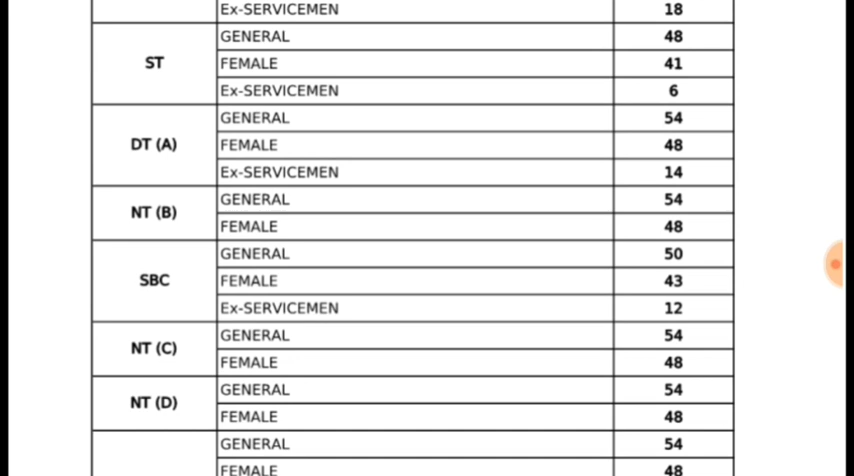 Ex-SERVICEMEN 18
ST
GENERAL 48
FEMALE 41
Ex-SERVICEMEN 6
DT (A)
GENERAL 54
FEMALE 48
Ex-SERVICEMEN 14
NT (B)
GENERAL 54
FEMALE 48
SBC
GENERAL 50
FEMALE 43
Ex-SERVICEMEN 12
NT (C)
GENERAL 54
FEMALE 48
NT (D)
GENERAL 54
FEMALE 48
GENERAL 54
FEMALE 48